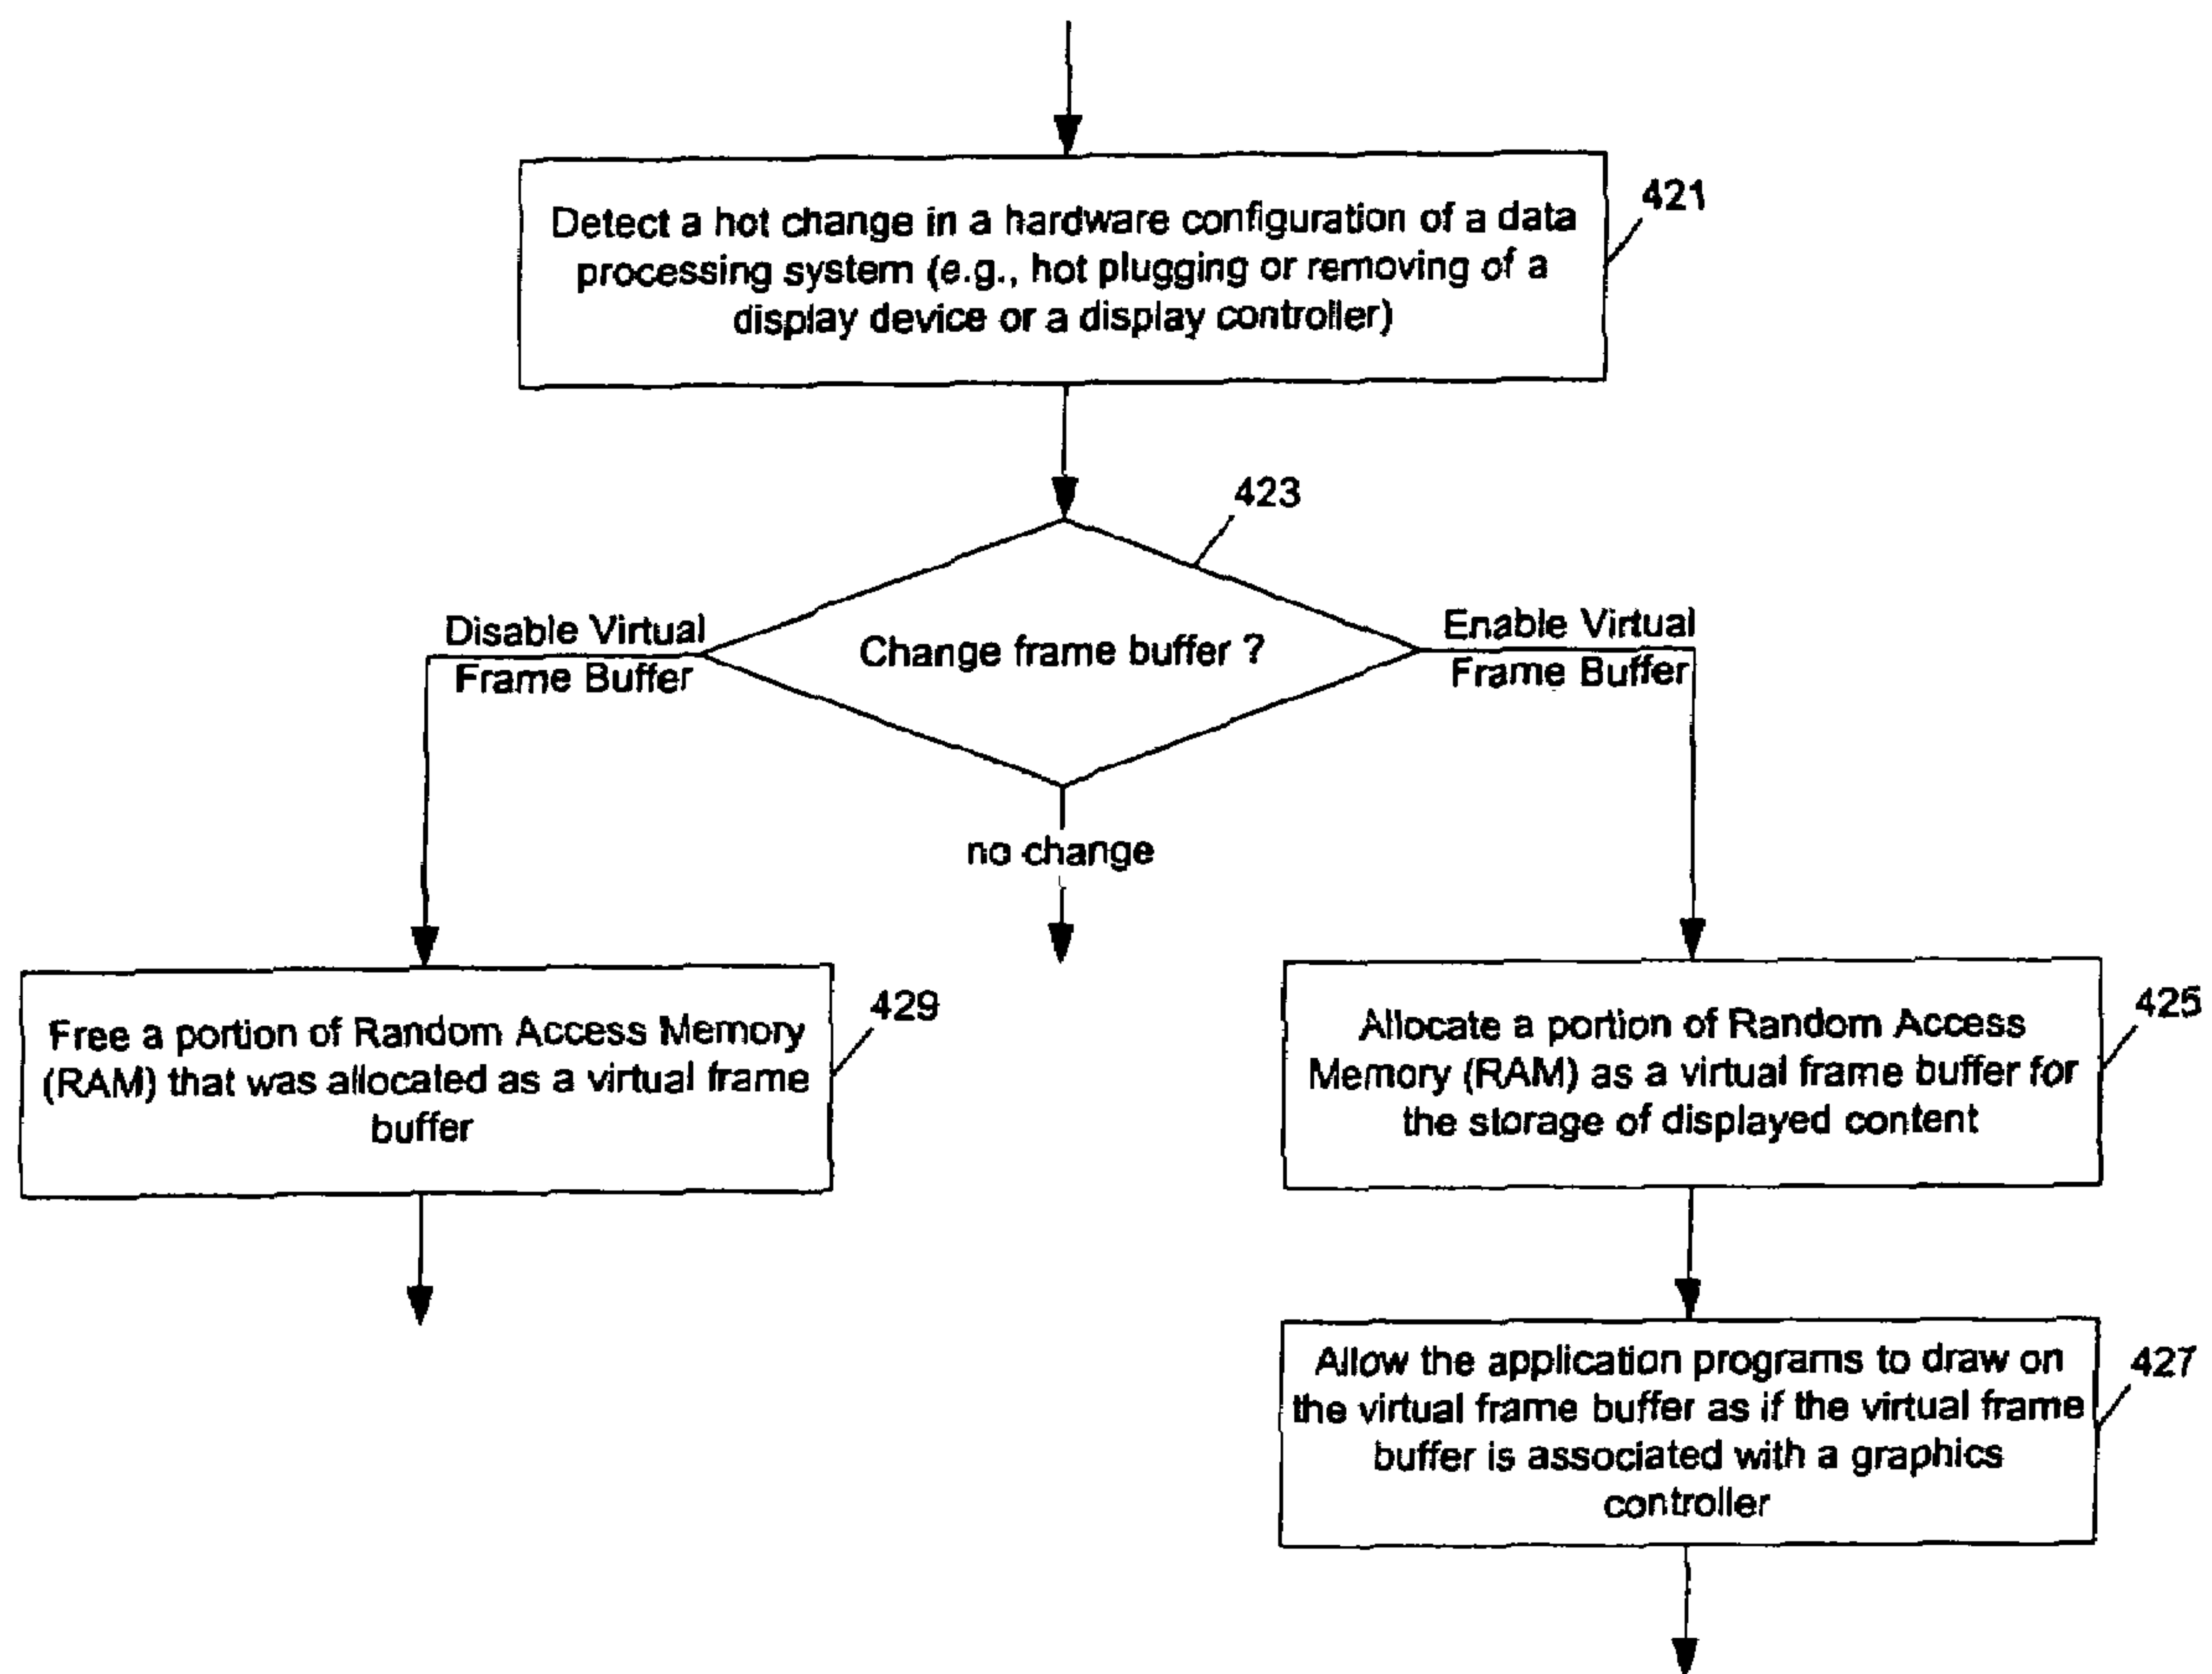 Detect a hot change in a hardware configuration of a data
processing system (e.g., hot plugging or removing of a
display device or a display controller)
421
423
Change frame buffer ?
Disable Virtual
Frame Buffer
Enable Virtual
Frame Buffer
no change
Free a portion of Random Access Memory
(RAM) that was allocated as a virtual frame
buffer
429
Allocate a portion of Random Access
Memory (RAM) as a virtual frame buffer for
the storage of displayed content
425
Allow the application programs to draw on
the virtual frame buffer as if the virtual frame
buffer is associated with a graphics
controller
427